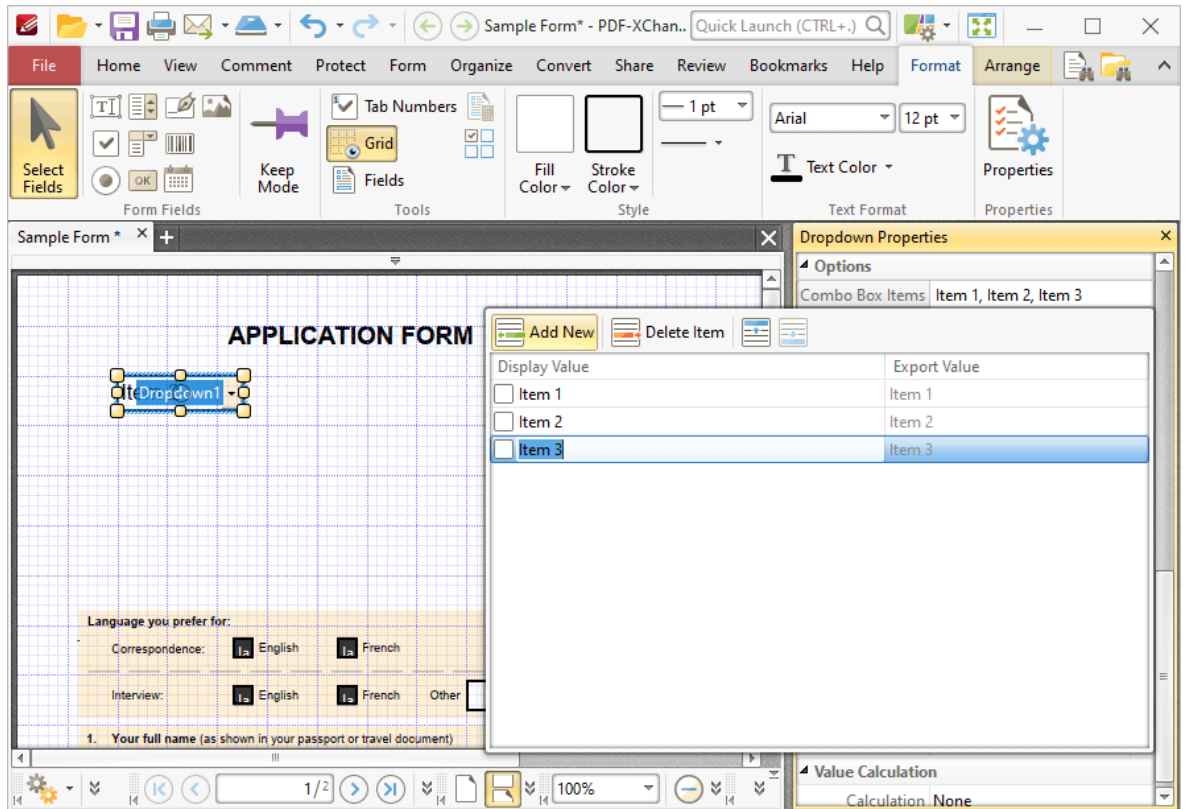 Sample Form* - PDF-XChan..
Quick Launch (CTRL+.)
File Home View Comment Protect Form Organize Convert Share Review Bookmarks Help Format Arrange
Select Fields
OK
Keep Mode
Form Fields
Tab Numbers
Grid
Fields
Tools
Fill Color
Stroke Color
1 pt
Style
Arial 12 pt
Text Color
Text Format
Properties
Properties
Sample Form *
Dropdown Properties
Options
Combo Box Items Item 1, Item 2, Item 3
APPLICATION FORM
Dropdown1
Add New Delete Item
Display Value Export Value
Item 1 Item 1
Item 2 Item 2
Item 3 Item 3
Language you prefer for:
Correspondence: English French
Interview: English French Other
1. Your full name (as shown in your passport or travel document)
Value Calculation
Calculation None
1/2
100%